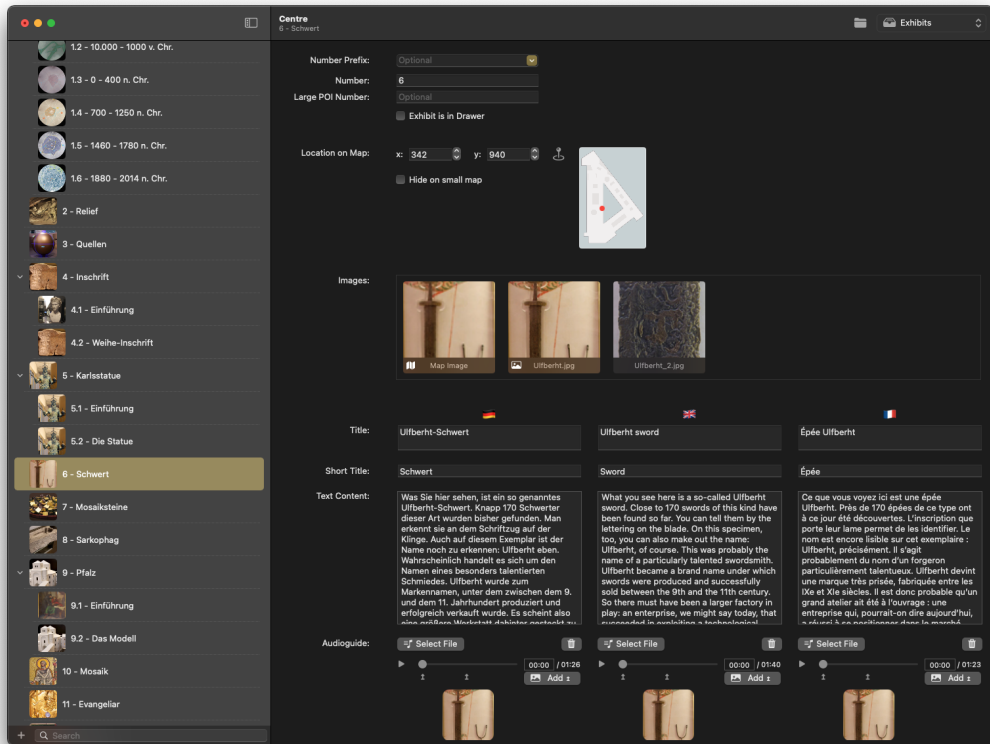 Centre
6 - Schwert
Exhibits
1.2 - 10.000 - 1000 v. Chr.
1.3 - 0 - 400 n. Chr.
1.4 - 700 - 1250 n. Chr.
1.5 - 1460 - 1780 n. Chr.
1.6 - 1880 - 2014 n. Chr.
2 - Relief
3 - Quellen
4 - Inschrift
4.1 - Einführung
4.2 - Weihe-Inschrift
5 - Karlsstatue
5.1 - Einführung
5.2 - Die Statue
6 - Schwert
7 - Mosaiksteine
8 - Sarkophag
9 - Pfalz
9.1 - Einführung
9.2 - Das Modell
10 - Mosaik
11 - Evangeliar
Search
Number Prefix: Optional
Number: 6
Large POI Number: Optional
Exhibit is in Drawer
Location on Map: x: 342 y: 940
Hide on small map
Images:
Map Image
Ulfberht.jpg
Ulfberht_2.jpg
Title: Ulfberht-Schwert Ulfberht sword Épée Ulfberht
Short Title: Schwert Sword Épée
Text Content:
Was Sie hier sehen, ist ein so genanntes
Ulfberht-Schwert. Knapp 170 Schwerter
dieser Art wurden bisher gefunden. Man
erkennt sie an dem Schriftzug auf der
Klinge. Auch auf diesem Exemplar ist der
Name noch zu erkennen: Ulfberht eben.
Wahrscheinlich handelt es sich um den
Namen eines besonders talentierten
Schmiedes. Ulfberht wurde zum
Markennamen, unter dem zwischen dem 9.
und dem 11. Jahrhundert produziert und
erfolgreich verkauft wurde. Es scheint also
eine größere Werkstatt dahinter gesteckt zu
What you see here is a so-called Ulfberht
sword. Close to 170 swords of this kind have
been found so far. You can tell them by the
lettering on the blade. On this specimen,
too, you can also make out the name:
Ulfberht, of course. This was probably the
name of a particularly talented swordsmith.
Ulfberht became a brand name under which
swords were produced and successfully
sold between the 9th and the 11th century.
So there must have been a larger factory in
play: an enterprise, we might say today, that
succeeded in exploiting a technological
Ce que vous voyez ici est une épée
Ulfberht. Près de 170 épées de ce type ont
à ce jour été découvertes. L'inscription que
porte leur lame permet de les identifier. Le
nom est encore lisible sur cet exemplaire :
Ulfberht, précisément. Il s'agit
probablement du nom d'un forgeron
particulièrement talentueux. Ulfberht devint
une marque très prisée, fabriquée entre les
IXe et XIe siècles. Il est donc probable qu'un
grand atelier ait été à l'ouvrage : une
entreprise qui, pourrait-on dire aujourd'hui,
a réussi à se positionner dans le marché
Audioguide: Select File Select File Select File
00:00 / 01:26 00:00 / 01:40 00:00 / 01:23
Add Add Add